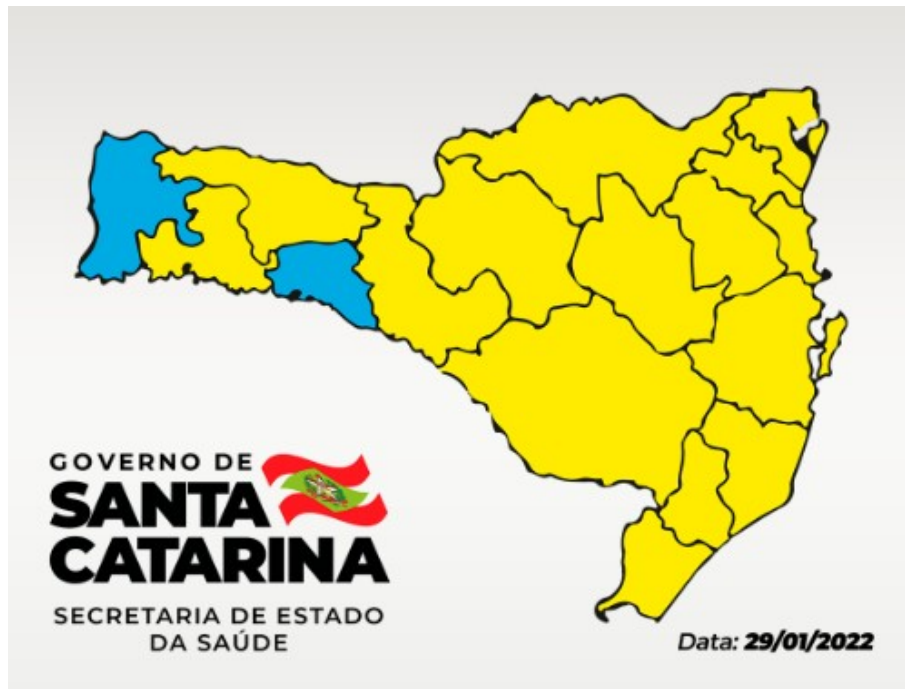 GOVERNO DE
SANTA
CATARINA
SECRETARIA DE ESTADO
DA SAÚDE
Data: 29/01/2022